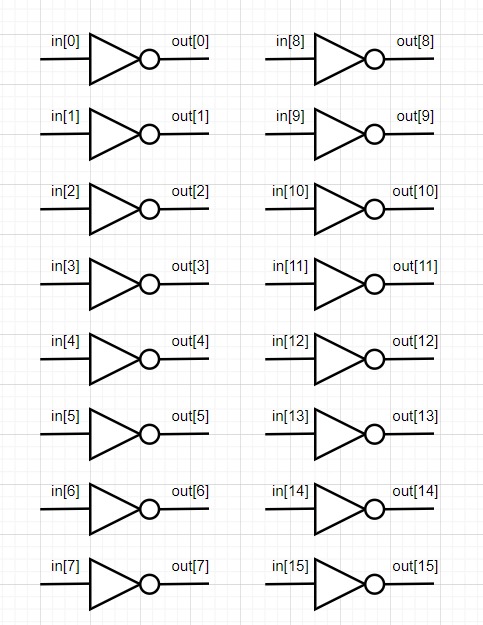 in[0] out[0] in[8] out[8]
in[1] out[1] in[9] out[9]
in[2] out[2] in[10] out[10]
in[3] out[3] in[11] out[11]
in[4] out[4] in[12] out[12]
in[5] out[5] in[13] out[13]
in[6] out[6] in[14] out[14]
in[7] out[7] in[15] out[15]